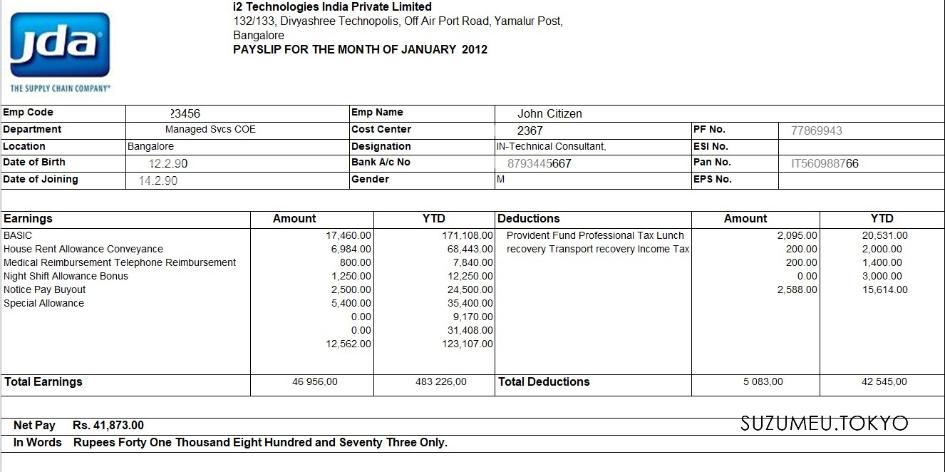 jda
THE SUPPLY CHAIN COMPANY®
i2 Technologies India Private Limited
132/133, Divyashree Technopolis, Off Air Port Road, Yamalur Post,
Bangalore
PAYSLIP FOR THE MONTH OF JANUARY 2012
Emp Code 23456 Emp Name John Citizen
Department Managed Svcs COE Cost Center 2367 PF No. 77869943
Location Bangalore Designation IN-Technical Consultant, ESI No.
Date of Birth 12.2.90 Bank A/c No 8793445667 Pan No. IT560988766
Date of Joining 14.2.90 Gender M EPS No.
Earnings Amount YTD Deductions Amount YTD
BASIC 17,460.00 171,108.00 Provident Fund Professional Tax Lunch 2,095.00 20,531.00
House Rent Allowance Conveyance 6,984.00 68,443.00 recovery Transport recovery Income Tax 200.00 2,000.00
Medical Reimbursement Telephone Reimbursement 800.00 7,840.00 200.00 1,400.00
Night Shift Allowance Bonus 1,250.00 12,250.00 0.00 3,000.00
Notice Pay Buyout 2,500.00 24,500.00 2,588.00 15,614.00
Special Allowance 5,400.00 35,400.00
0.00 9,170.00
0.00 31,408.00
12,562.00 123,107.00
Total Earnings 46 956,00 483 226,00 Total Deductions 5 083,00 42 545,00
Net Pay Rs. 41,873.00
In Words Rupees Forty One Thousand Eight Hundred and Seventy Three Only.
SUZUMEU.TOKYO